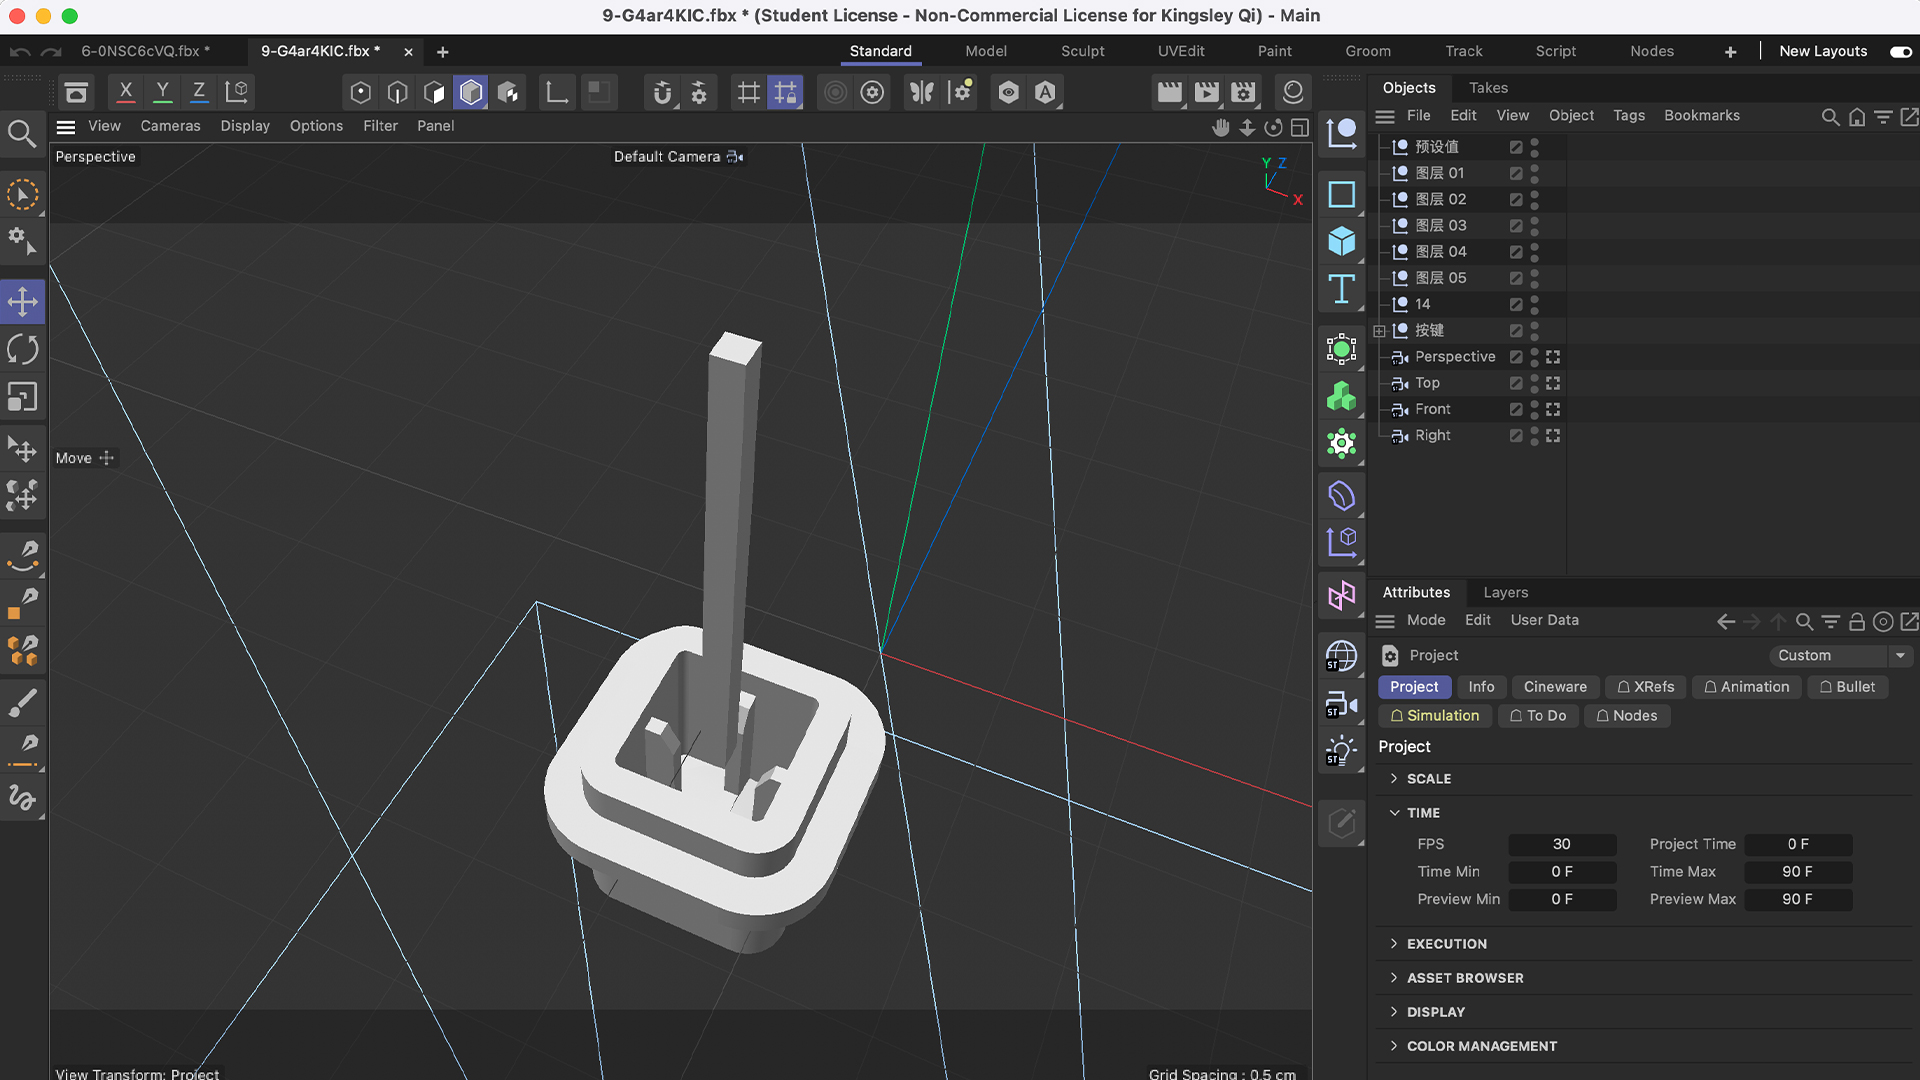 9-G4ar4KIC.fbx * (Student License - Non-Commercial License for Kingsley Qi) - Main
6-0NSC6cVQ.fbx * 9-G4ar4KIC.fbx *
Standard Model Sculpt UVEdit Paint Groom Track Script Nodes New Layouts
X Y Z
A
View Cameras Display Options Filter Panel
Perspective
Default Camera
Y Z
X
Move
View Transform: Project
Grid Spacing : 0.5 cm
T
ST
ST
ST
Objects Takes
File Edit View Object Tags Bookmarks
预设值
图层 01
图层 02
图层 03
图层 04
图层 05
14
按键
Perspective
Top
Front
Right
Attributes Layers
Mode Edit User Data
Project Custom
Project Info Cineware XRefs Animation Bullet
Simulation To Do Nodes
Project
SCALE
TIME
FPS 30 Project Time 0 F
Time Min 0 F Time Max 90 F
Preview Min 0 F Preview Max 90 F
EXECUTION
ASSET BROWSER
DISPLAY
COLOR MANAGEMENT